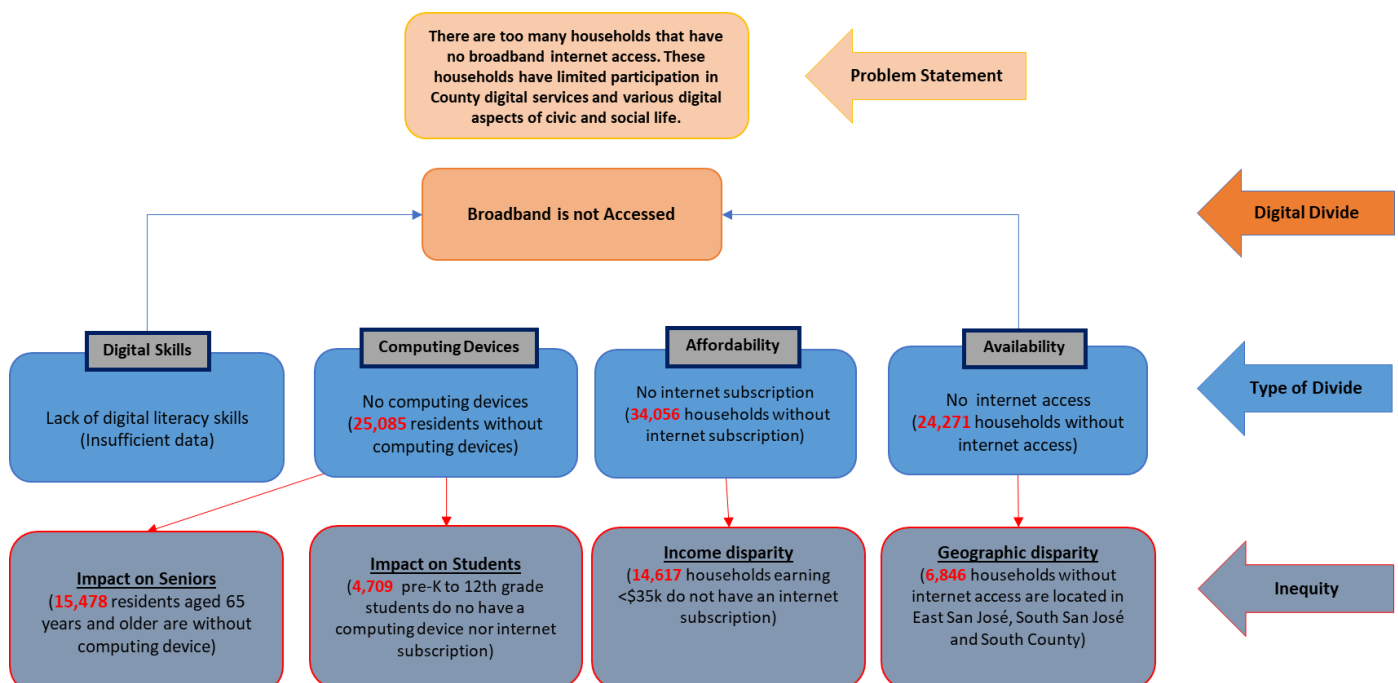 There are too many households that have
no broadband internet access. These
households have limited participation in
County digital services and various digital
aspects of civic and social life.
Problem Statement
Broadband is not Accessed
Digital Divide
Digital Skills
Lack of digital literacy skills
(Insufficient data)
Computing Devices
No computing devices
(25,085 residents without
computing devices)
Affordability
No internet subscription
(34,056 households without
internet subscription)
Availability
No internet access
(24,271 households without
internet access)
Type of Divide
Impact on Seniors
(15,478 residents aged 65
years and older are without
computing device)
Impact on Students
(4,709 pre-K to 12th grade
students do no have a
computing device nor internet
subscription)
Income disparity
(14,617 households earning
<$35k do not have an internet
subscription)
Geographic disparity
(6,846 households without
internet access are located in
East San José, South San José
and South County)
Inequity